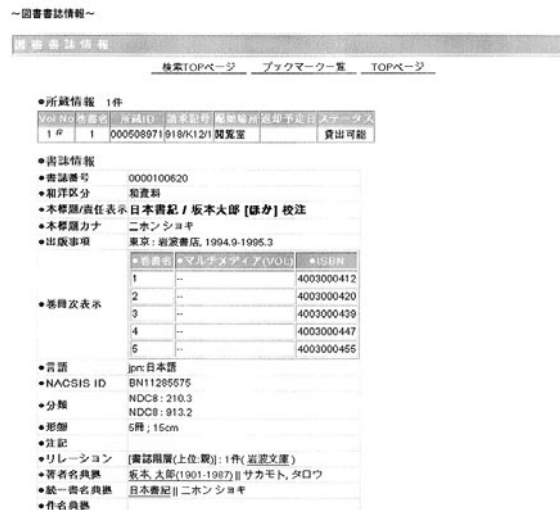 ～図書書誌情報～
図書書誌情報
検索TOPページ ブックマーク一覧 TOPページ
●所蔵情報 1件
Vol No 巻書名 所蔵ID 請求記号 配架場所 返却予定日 ステータス
1 1 000508971 918/K12/1 閲覧室 貸出可能
●書誌情報
●書誌番号 0000100620
●和洋区分 和資料
●本標題/責任表示 日本書記 / 坂本太郎 [ほか] 校注
●本標題カナ ニホン ショキ
●出版事項 東京 : 岩波書店, 1994.9-1995.3
●巻冊次表示
●巻書名 ●マルチメディア(VOL) ●ISBN
1 -- 4003000412
2 -- 4003000420
3 -- 4003000439
4 -- 4003000447
5 -- 4003000455
●言語 jpn:日本語
●NACSIS ID BN11285575
●分類 NDC8 : 210.3
NDC8 : 913.2
●形態 5冊 ; 15cm
●注記
●リレーション [書誌階層(上位:親)] : 1件( 岩波文庫 )
●著者名典拠 坂本, 太郎(1901-1987) || サカモト, タロウ
●統一書名典拠 日本書紀 || ニホン ショキ
●件名典拠